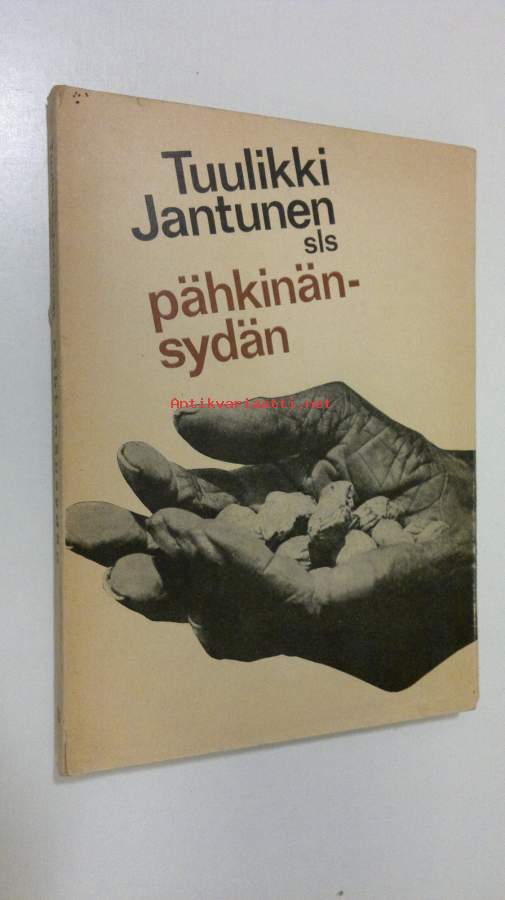 Tuulikki
Jantunen
sls
pähkinän-
sydän
Antikvariaatti.net